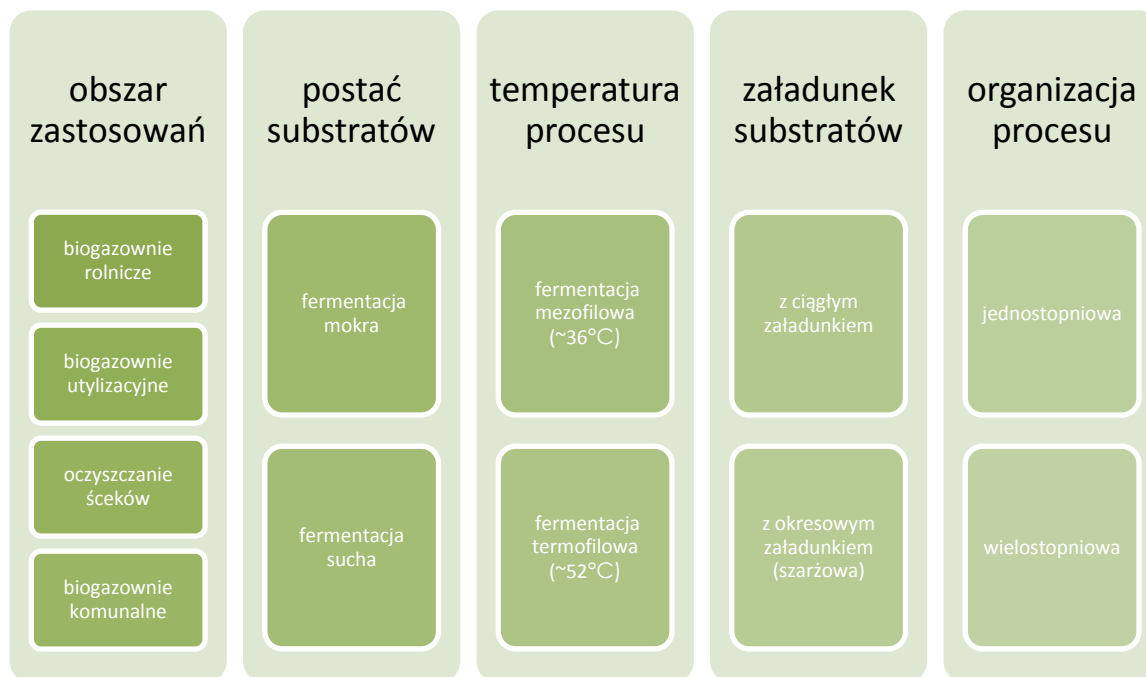 obszar
zastosowań
biogazownie
rolnicze
biogazownie
utylizacyjne
oczyszczanie
śceków
biogazownie
komunalne
postać
substratów
fermentacja
mokra
fermentacja
sucha
temperatura
procesu
fermentacja
mezofilowa
(~36°C)
fermentacja
termofilowa
(~52°C)
załadunek
substratów
z ciągłym
załadunkiem
z okresowym
załadunkiem
(szarżowa)
organizacja
procesu
jednostopniowa
wielostopniowa